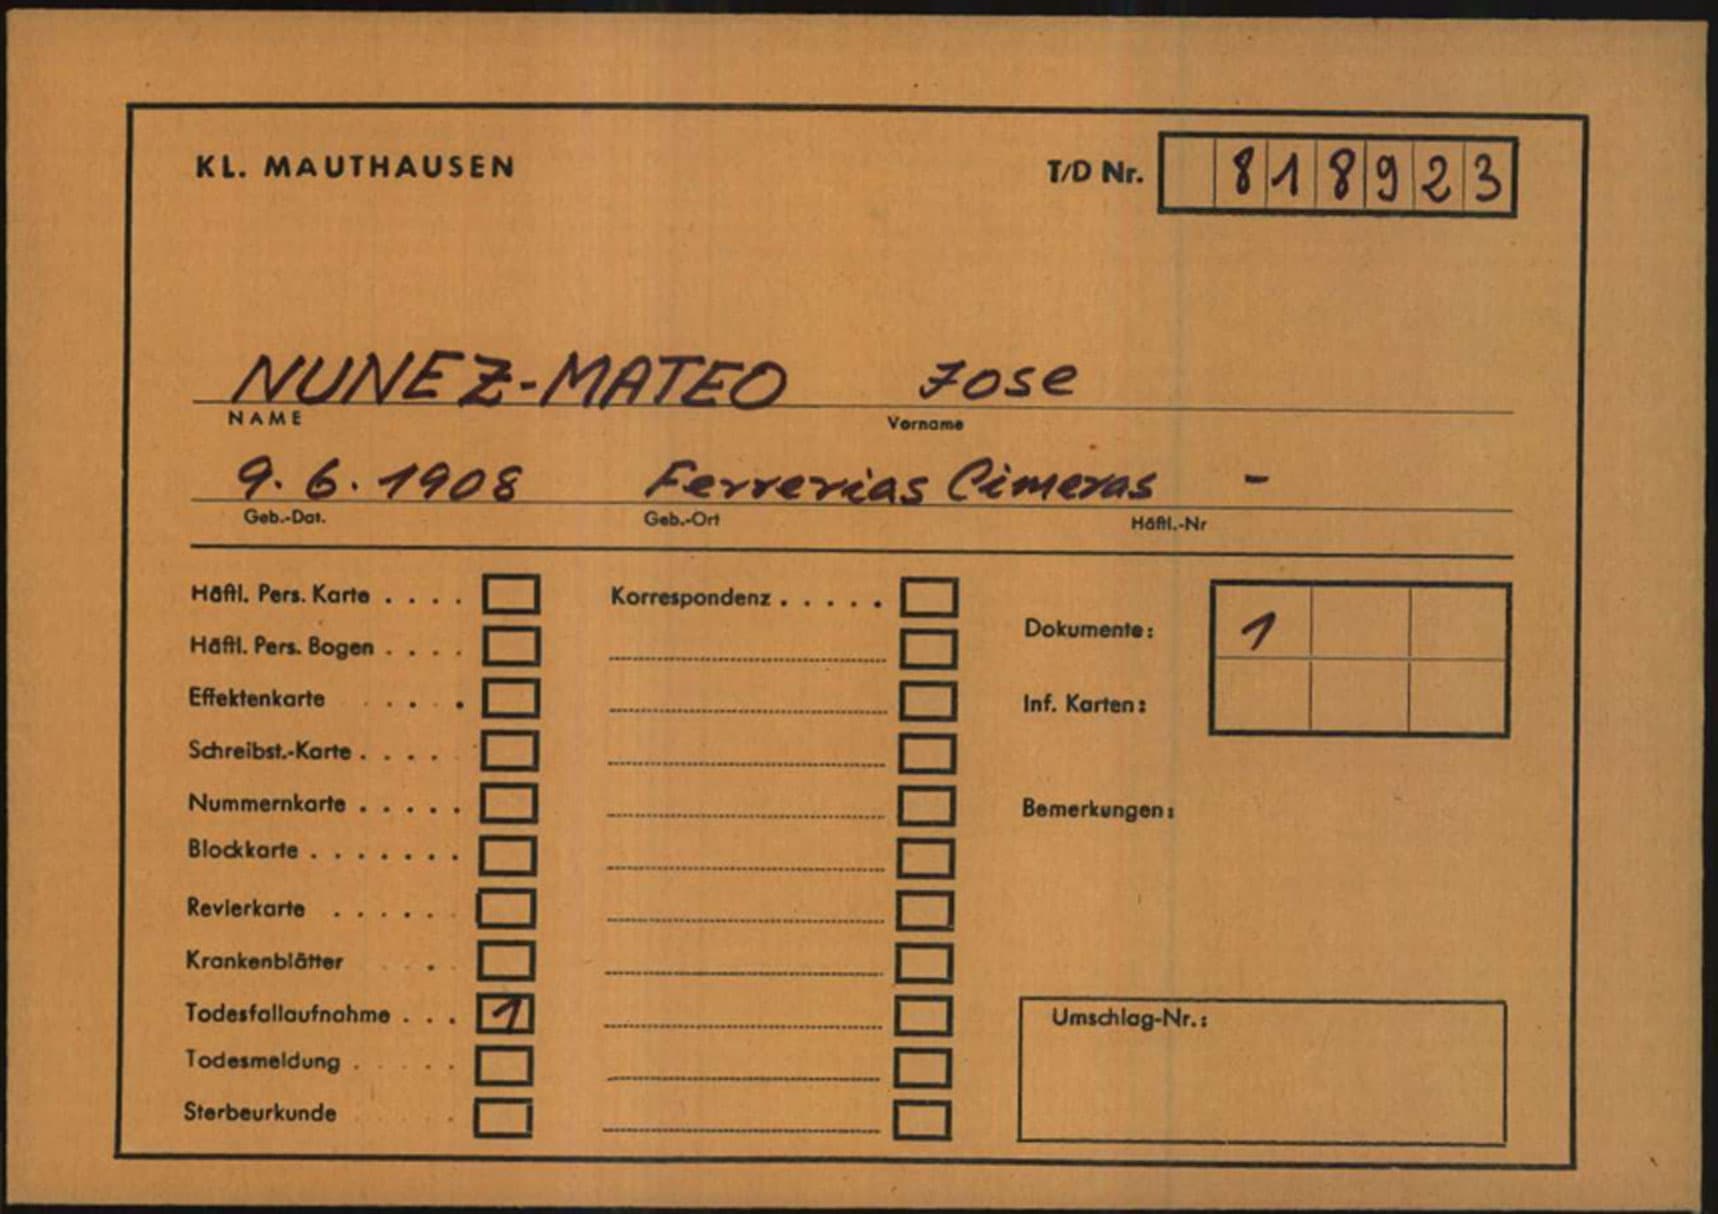 KL. MAUTHAUSEN
T/D Nr. 818923
NUNEZ-MATEO Jose
NAME Vorname
9.6.1908 Ferrerias Cimeras -
Geb.-Dat. Geb.-Ort Häftl.-Nr
Häftl. Pers. Karte . . . . Korrespondenz . . . . .
Häftl. Pers. Bogen . . . .
Dokumente: 1
Effektenkarte . . . .
Inf. Karten:
Schreibst.-Karte . . . .
Nummernkarte . . . . .
Bemerkungen:
Blockkarte . . . . . . .
Revierkarte . . . . . .
Krankenblätter . . .
Todesfallaufnahme . . . 1
Umschlag-Nr.:
Todesmeldung . . . . .
Sterbeurkunde . . . .